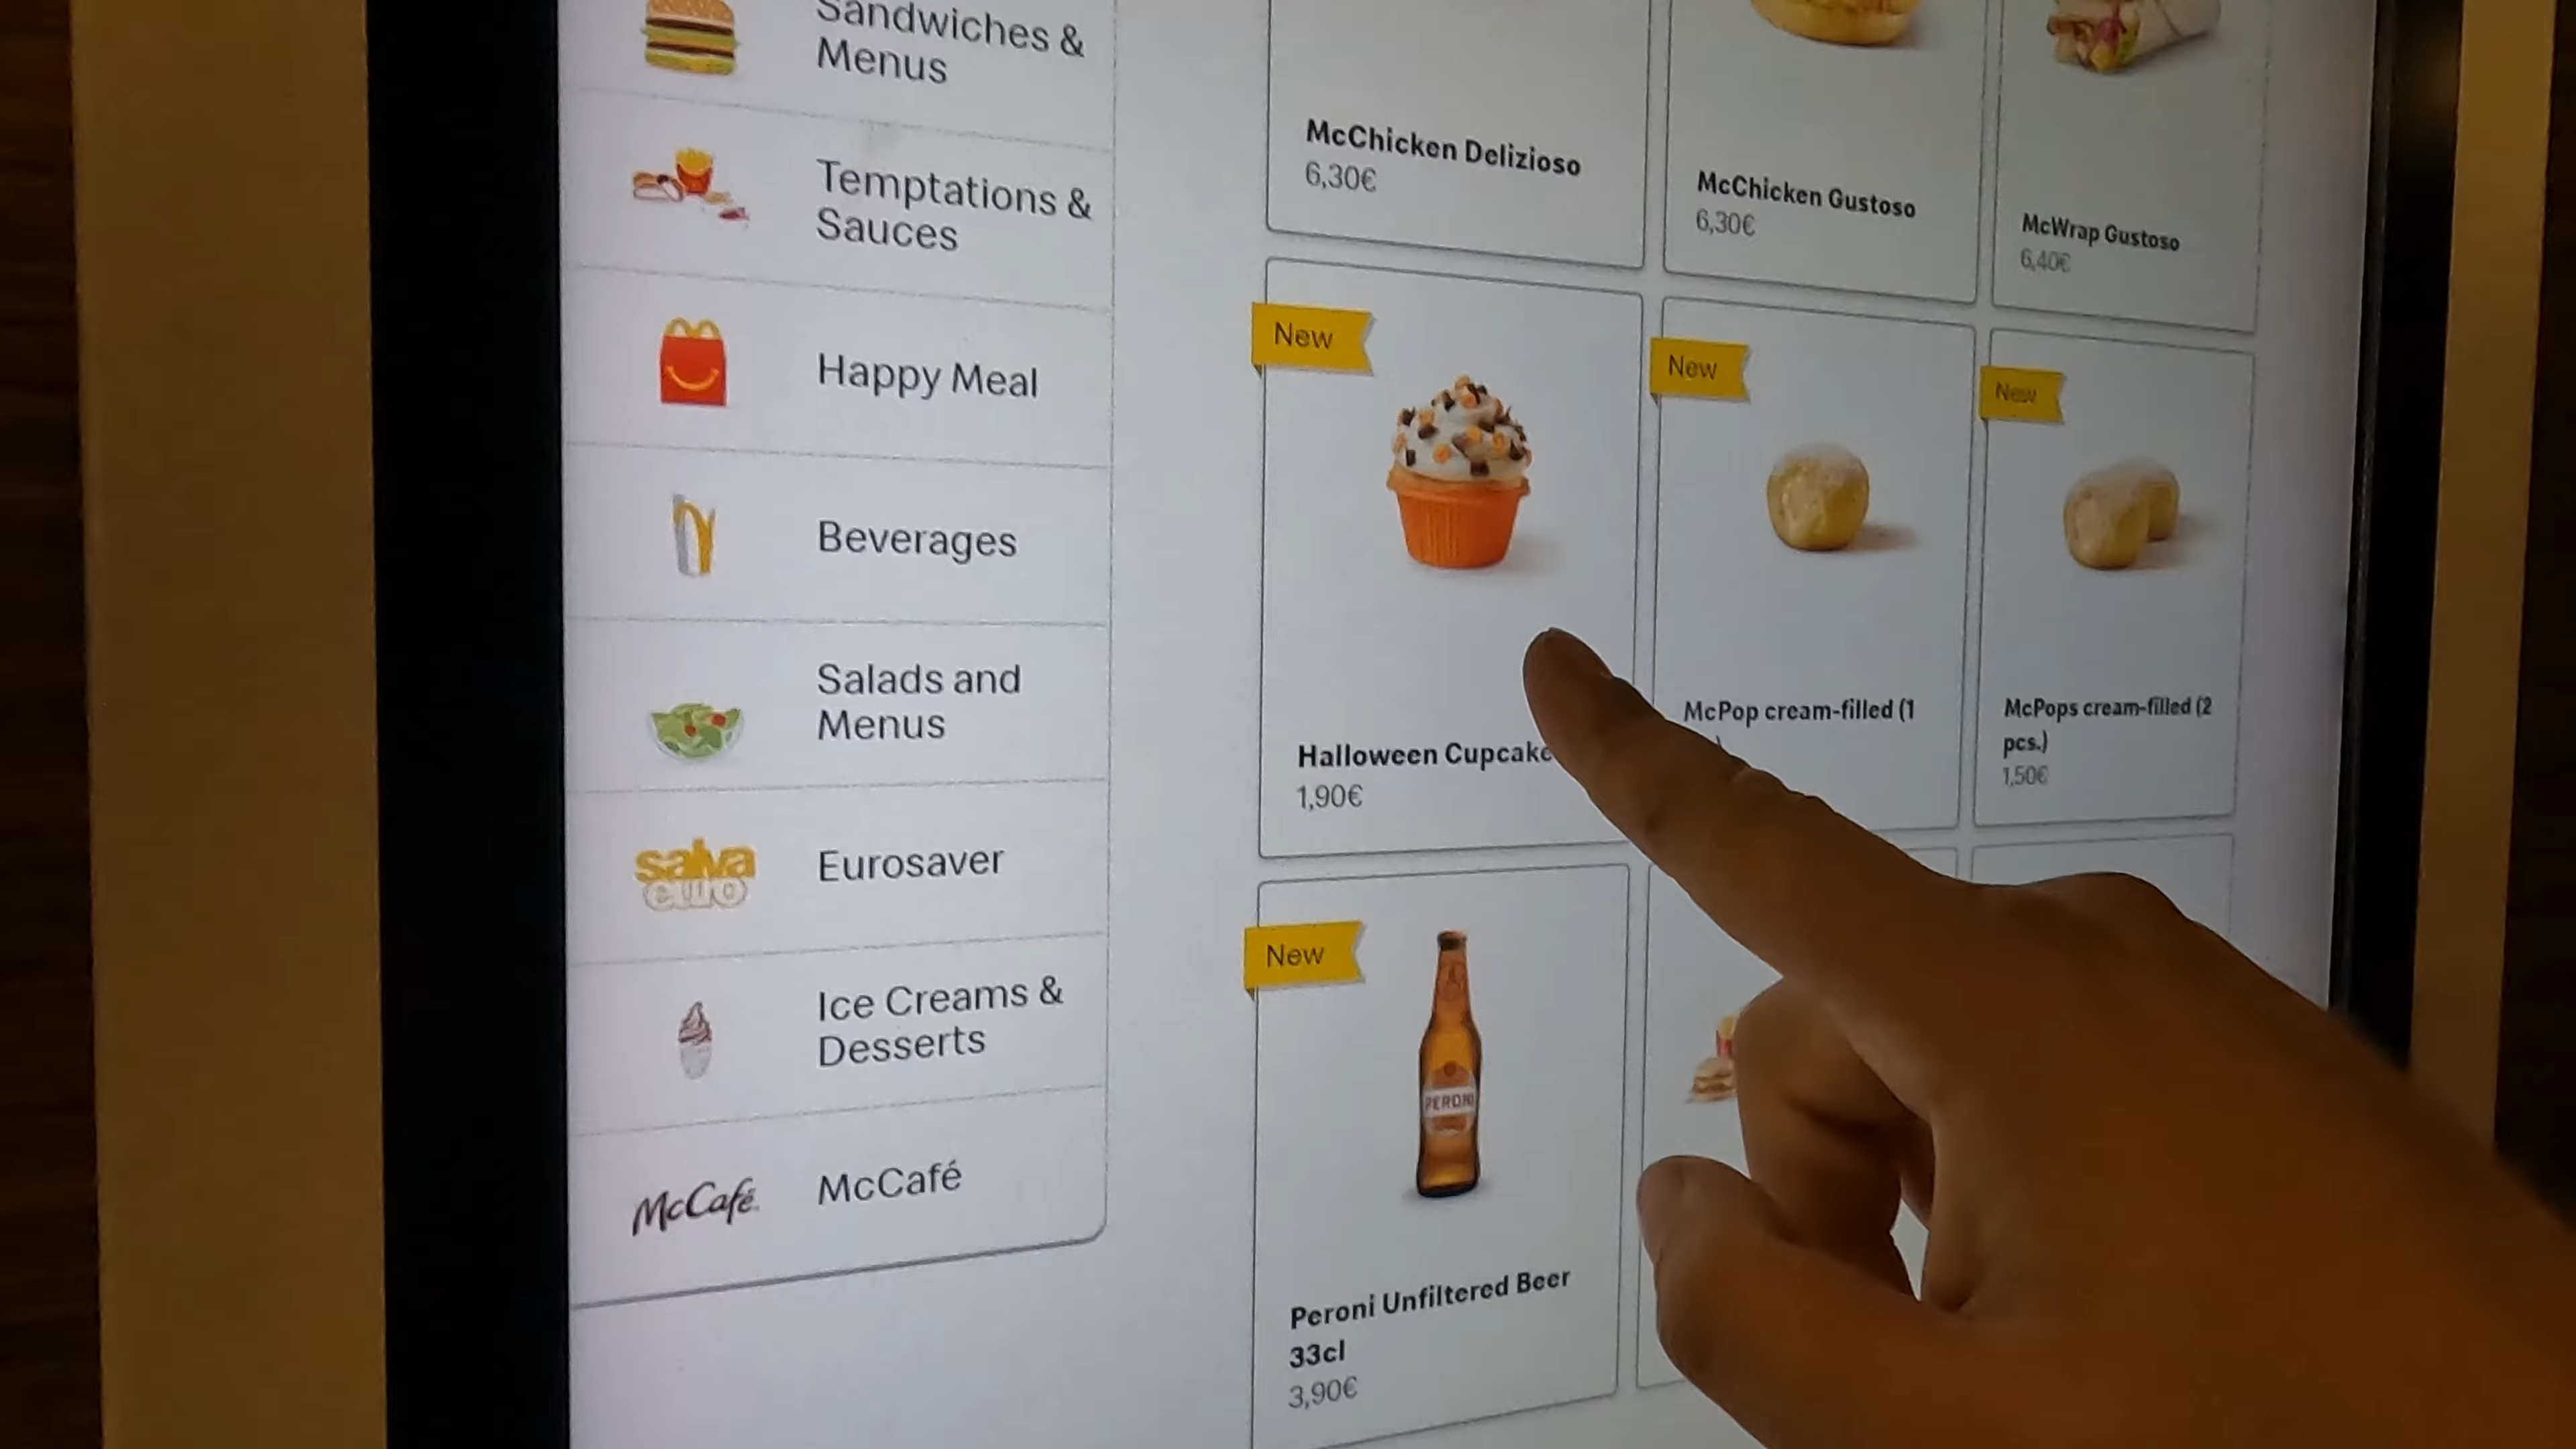 Sandwiches &
Menus
Temptations &
Sauces
Happy Meal
Beverages
Salads and
Menus
salva
euro
Eurosaver
Ice Creams &
Desserts
McCafé
McCafé
McChicken Delizioso
6,30€
McChicken Gustoso
6,30€
McWrap Gustoso
6,40€
New
Halloween Cupcake
1,90€
New
McPop cream-filled (1
New
McPops cream-filled (2
pcs.)
1,50€
New
PERONI
Peroni Unfiltered Beer
33cl
3,90€